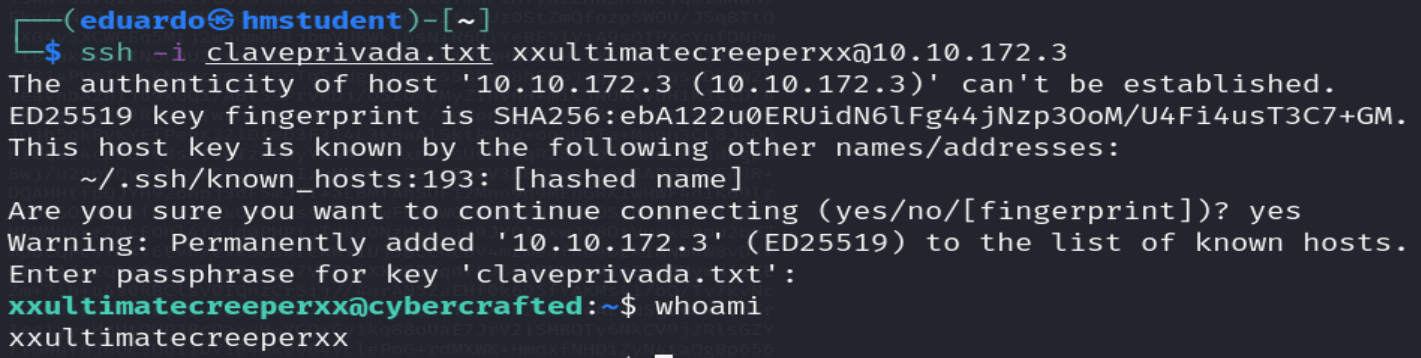 (eduardo㉿hmstudent)-[~]
$ ssh -i claveprivada.txt xxultimatecreeperxx@10.10.172.3
The authenticity of host '10.10.172.3 (10.10.172.3)' can't be established.
ED25519 key fingerprint is SHA256:ebA122u0ERUidN6lFg44jNzp3OoM/U4Fi4usT3C7+GM.
This host key is known by the following other names/addresses:
~/.ssh/known_hosts:193: [hashed name]
Are you sure you want to continue connecting (yes/no/[fingerprint])? yes
Warning: Permanently added '10.10.172.3' (ED25519) to the list of known hosts.
Enter passphrase for key 'claveprivada.txt':
xxultimatecreeperxx@cybercrafted:~$ whoami
xxultimatecreeperxx